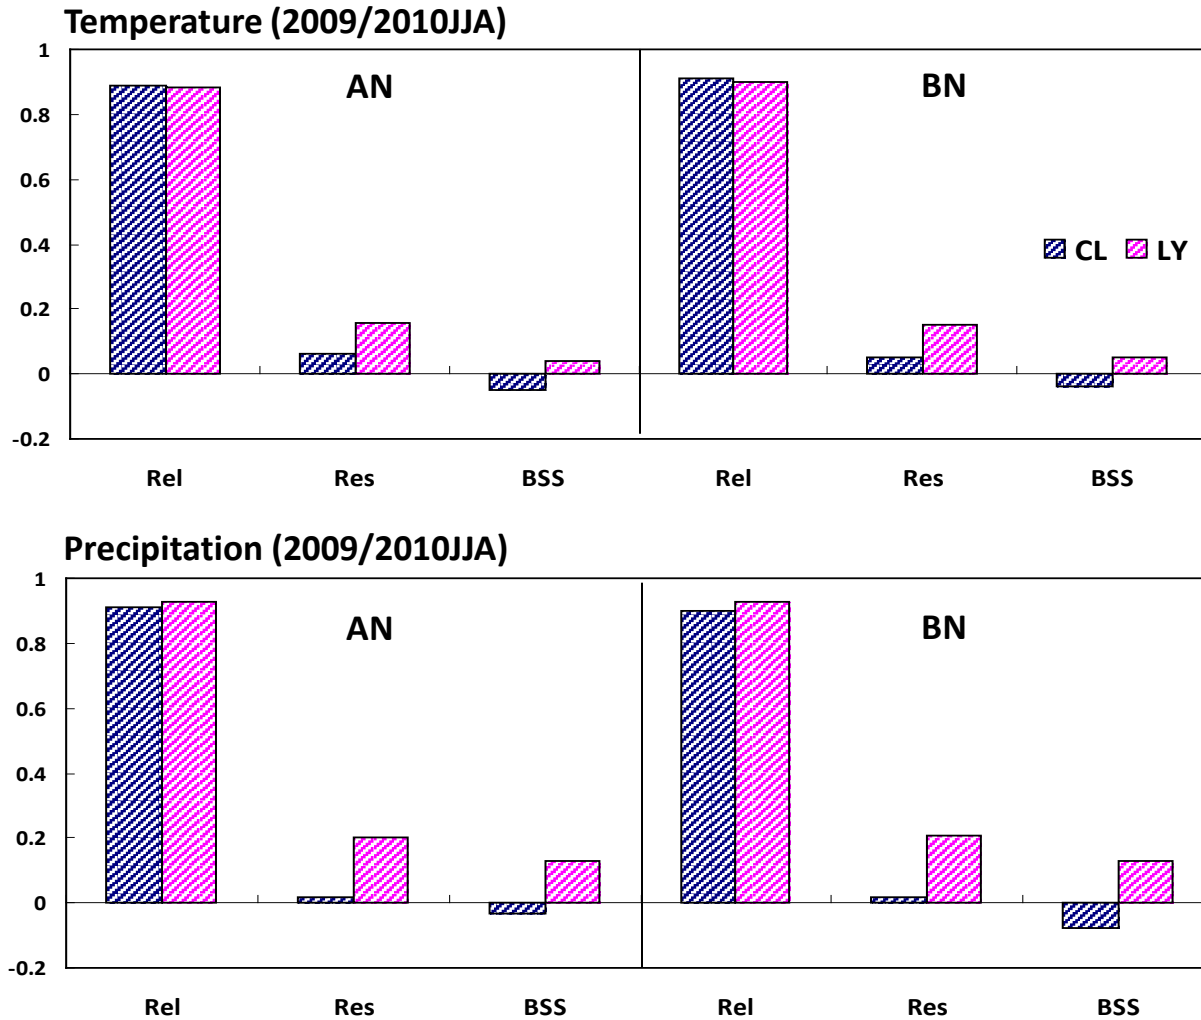 Temperature (2009/2010JJA)
1
0.8
0.6
0.4
0.2
0
-0.2
AN
BN
CL LY
Rel Res BSS Rel Res BSS
Precipitation (2009/2010JJA)
1
0.8
0.6
0.4
0.2
0
-0.2
AN
BN
Rel Res BSS Rel Res BSS